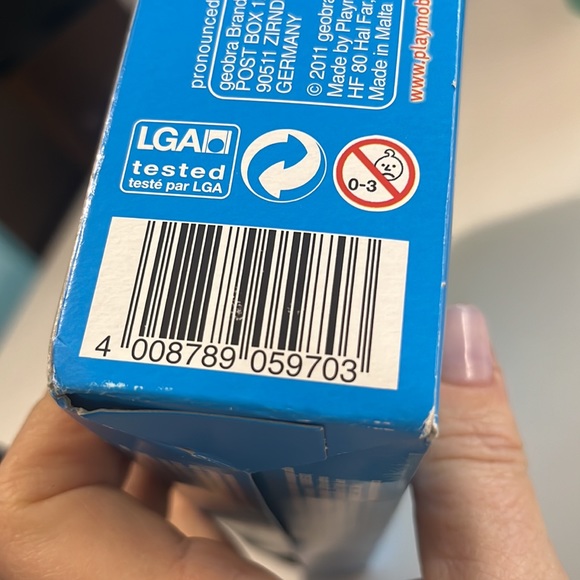 pronounced
geobra Brand
POST BOX 1
90511 ZIRND
GERMANY
© 2011 geobra
Made by Playm
HF 80 Hal Far,
Made in Malta
www.playmob
LGA
tested
testé par LGA
0-3
4 008789 059703